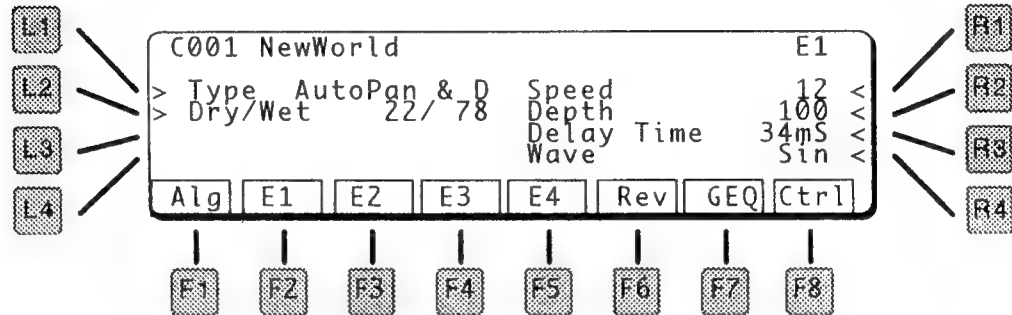 L1
R1
C001 NewWorld E1
L2
R2
> Type AutoPan & D Speed 12 <
> Dry/Wet 22/ 78 Depth 100 <
Delay Time 34mS <
Wave Sin <
L3
R3
L4
R4
Alg E1 E2 E3 E4 Rev GEQ Ctrl
F1 F2 F3 F4 F5 F6 F7 F8